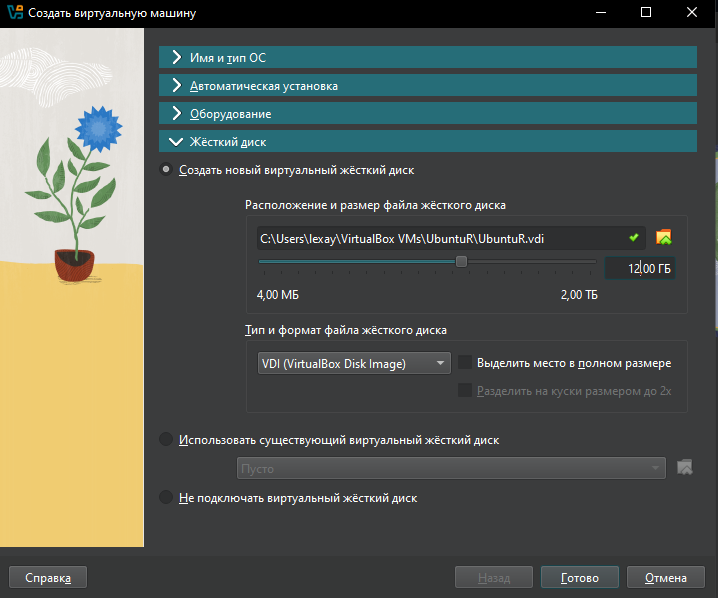 Создать виртуальную машину
Имя и тип ОС
Автоматическая установка
Оборудование
Жёсткий диск
Создать новый виртуальный жёсткий диск
Расположение и размер файла жёсткого диска
C:\Users\lexay\VirtualBox VMs\UbuntuR\UbuntuR.vdi
12,00 ГБ
4,00 МБ
2,00 ТБ
Тип и формат файла жёсткого диска
VDI (VirtualBox Disk Image)
Выделить место в полном размере
Разделить на куски размером до 2х
Использовать существующий виртуальный жёсткий диск
Пусто
Не подключать виртуальный жёсткий диск
Справка
Назад
Готово
Отмена